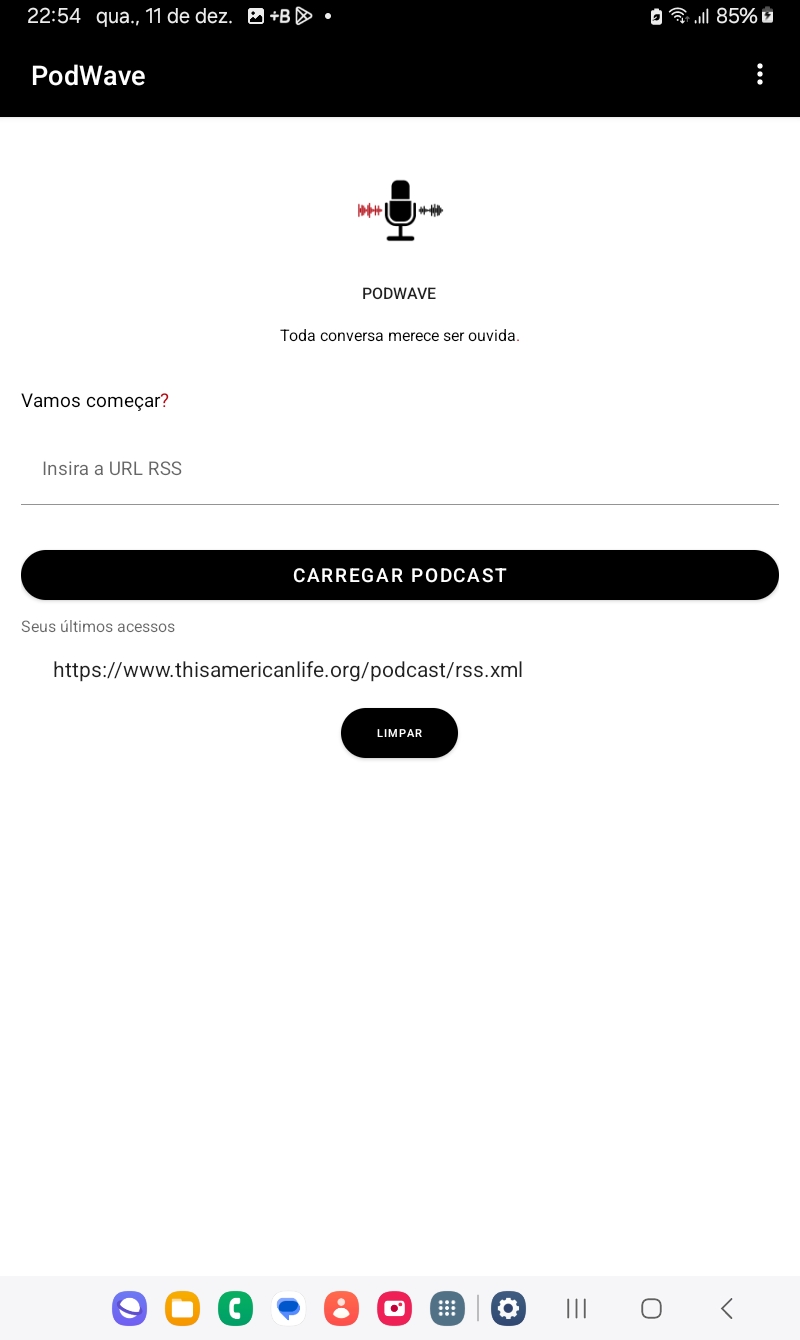 22:54 qua., 11 de dez. 85%
PodWave
PODWAVE
Toda conversa merece ser ouvida.
Vamos começar?
Insira a URL RSS
CARREGAR PODCAST
Seus últimos acessos
https://www.thisamericanlife.org/podcast/rss.xml
LIMPAR